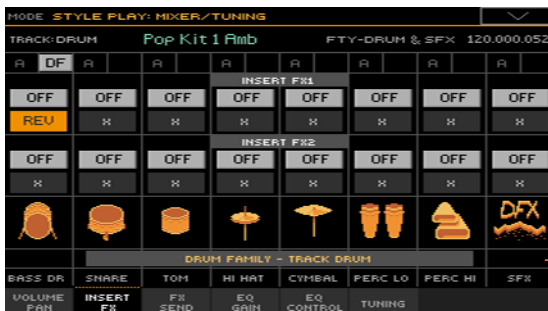 MODE STYLE PLAY: MIXER/TUNING
TRACK:DRUM Pop Kit 1 Amb FTY-DRUM & SFX 120.000.052
A DF A A A A A A A
INSERT FX1
OFF OFF OFF OFF OFF OFF OFF OFF
REV × × × × × × ×
INSERT FX2
OFF OFF OFF OFF OFF OFF OFF OFF
× × × × × × × ×
DFX
DRUM FAMILY - TRACK DRUM
BASS DR SNARE TOM HI HAT CYMBAL PERC LO PERC HI SFX
VOLUME PAN INSERT FX FX SEND EQ GAIN EQ CONTROL TUNING